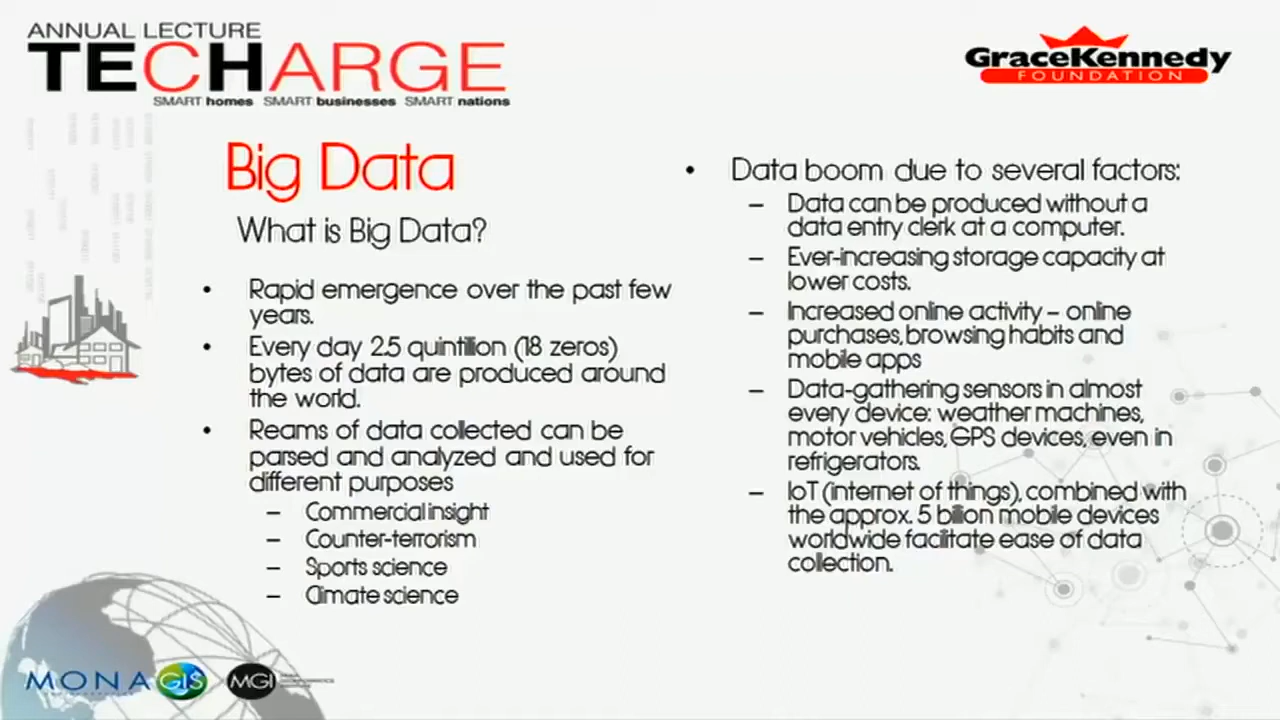 ANNUAL LECTURE
TECHARGE
SMART homes SMART businesses SMART nations
GraceKennedy
FOUNDATION
Big Data
What is Big Data?
• Rapid emergence over the past few
years.
• Every day 2.5 quintillion (18 zeros)
bytes of data are produced around
the world.
• Reams of data collected can be
parsed and analyzed and used for
different purposes
– Commercial insight
– Counter-terrorism
– Sports science
– Climate science
• Data boom due to several factors:
– Data can be produced without a
data entry clerk at a computer.
– Ever-increasing storage capacity at
lower costs.
– Increased online activity – online
purchases, browsing habits and
mobile apps
– Data-gathering sensors in almost
every device: weather machines,
motor vehicles, GPS devices, even in
refrigerators.
– IoT (internet of things), combined with
the approx. 5 billion mobile devices
worldwide facilitate ease of data
collection.
MONA GIS
MGI